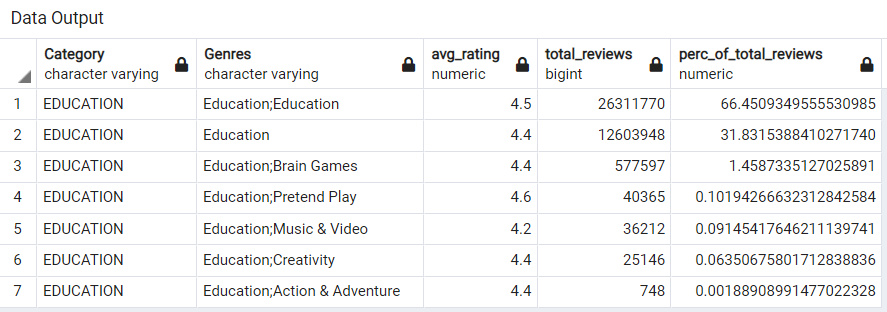 Data Output
Category Genres avg_rating total_reviews perc_of_total_reviews
character varying character varying numeric bigint numeric
1 EDUCATION Education;Education 4.5 26311770 66.4509349555530985
2 EDUCATION Education 4.4 12603948 31.8315388410271740
3 EDUCATION Education;Brain Games 4.4 577597 1.4587335127025891
4 EDUCATION Education;Pretend Play 4.6 40365 0.10194266632312842584
5 EDUCATION Education;Music & Video 4.2 36212 0.09145417646211139741
6 EDUCATION Education;Creativity 4.4 25146 0.06350675801712838836
7 EDUCATION Education;Action & Adventure 4.4 748 0.00188908991477022328